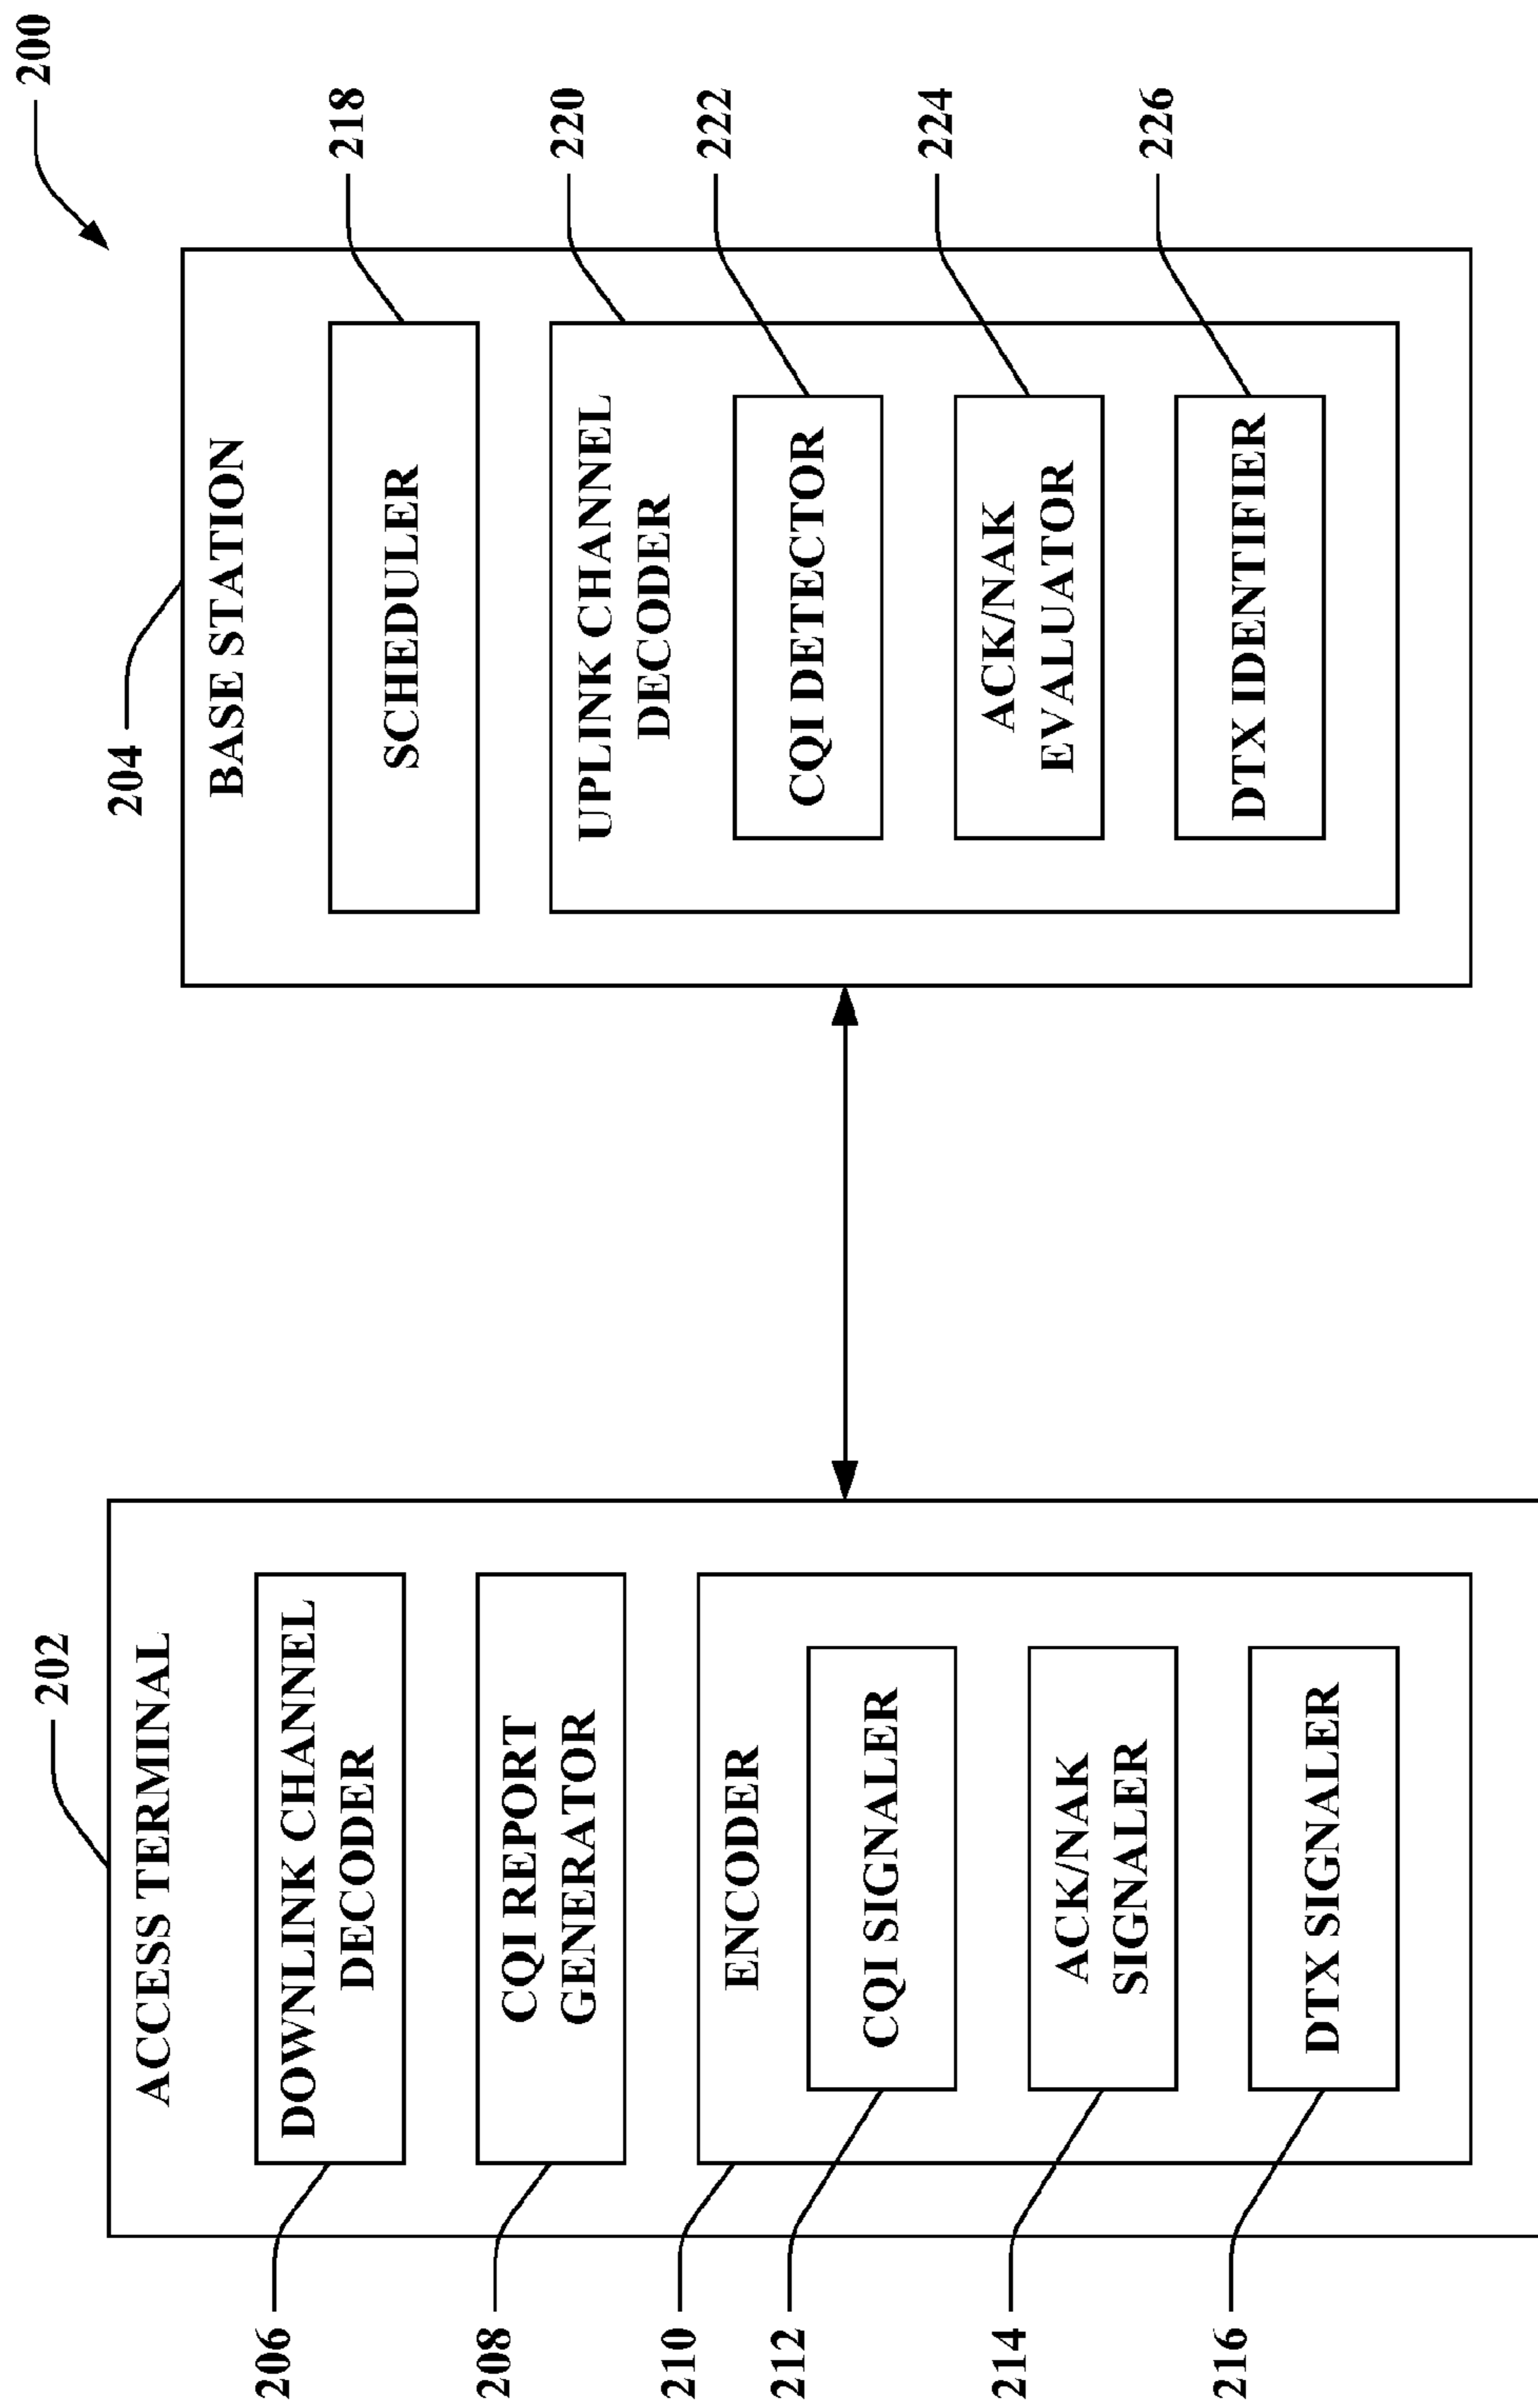 200
202
ACCESS TERMINAL
206
DOWNLINK CHANNEL
DECODER
208
CQI REPORT
GENERATOR
210
ENCODER
212
CQI SIGNALER
214
ACK/NAK
SIGNALER
216
DTX SIGNALER
204
BASE STATION
218
SCHEDULER
220
UPLINK CHANNEL
DECODER
222
CQI DETECTOR
224
ACK/NAK
EVALUATOR
226
DTX IDENTIFIER